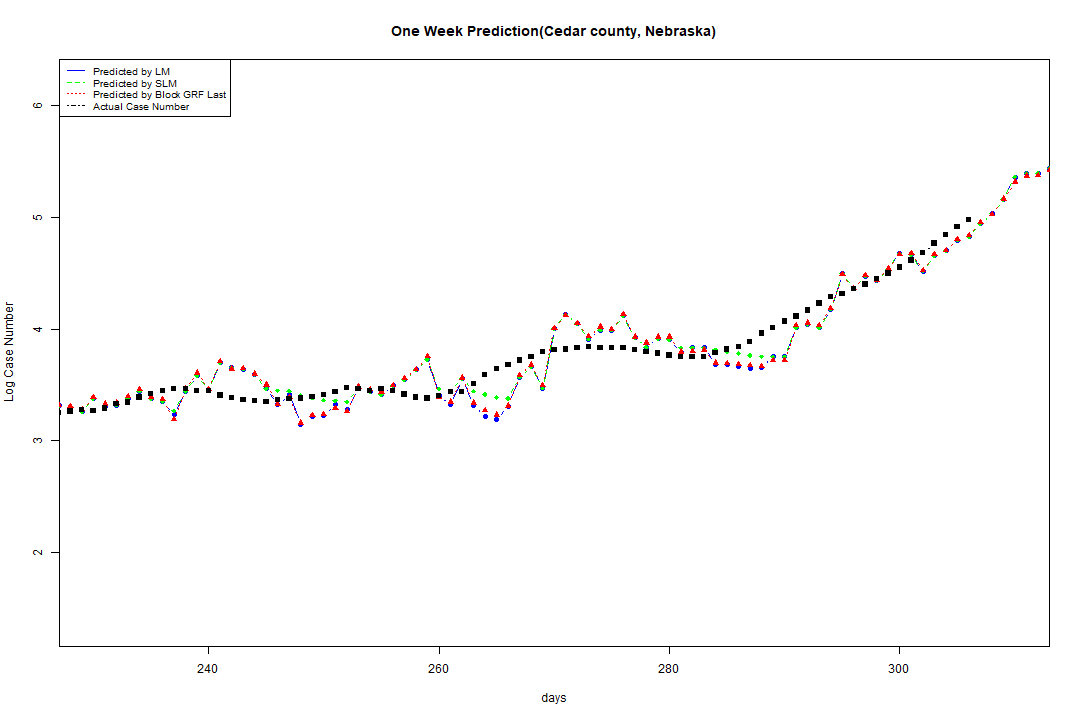 One Week Prediction(Cedar county, Nebraska)
Predicted by LM
Predicted by SLM
Predicted by Block GRF Last
Actual Case Number
6
5
4
3
2
Log Case Number
240
260
280
300
days